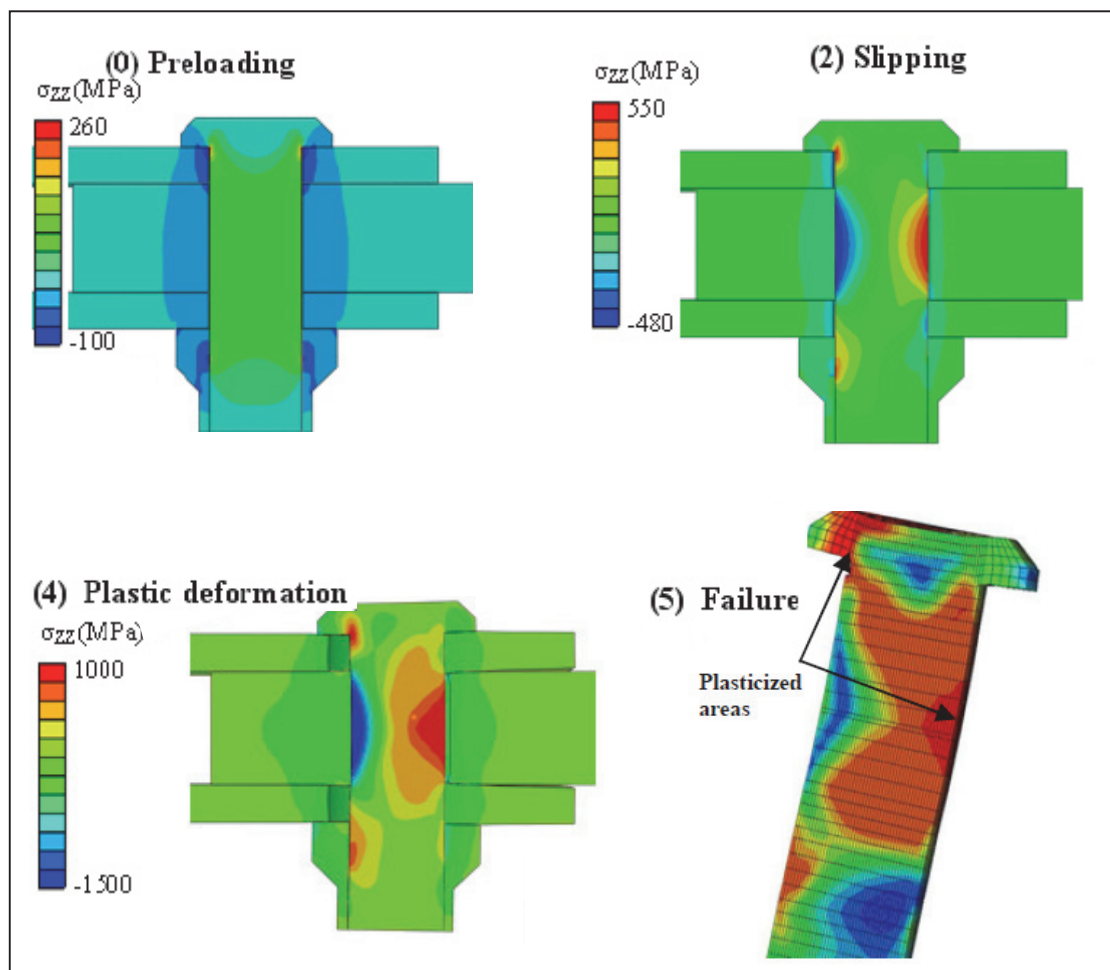 (0) Preloading
σZZ(MPa)
260
-100
(2) Slipping
σZZ(MPa)
550
-480
(4) Plastic deformation
σZZ(MPa)
1000
-1500
(5) Failure
Plasticized
areas